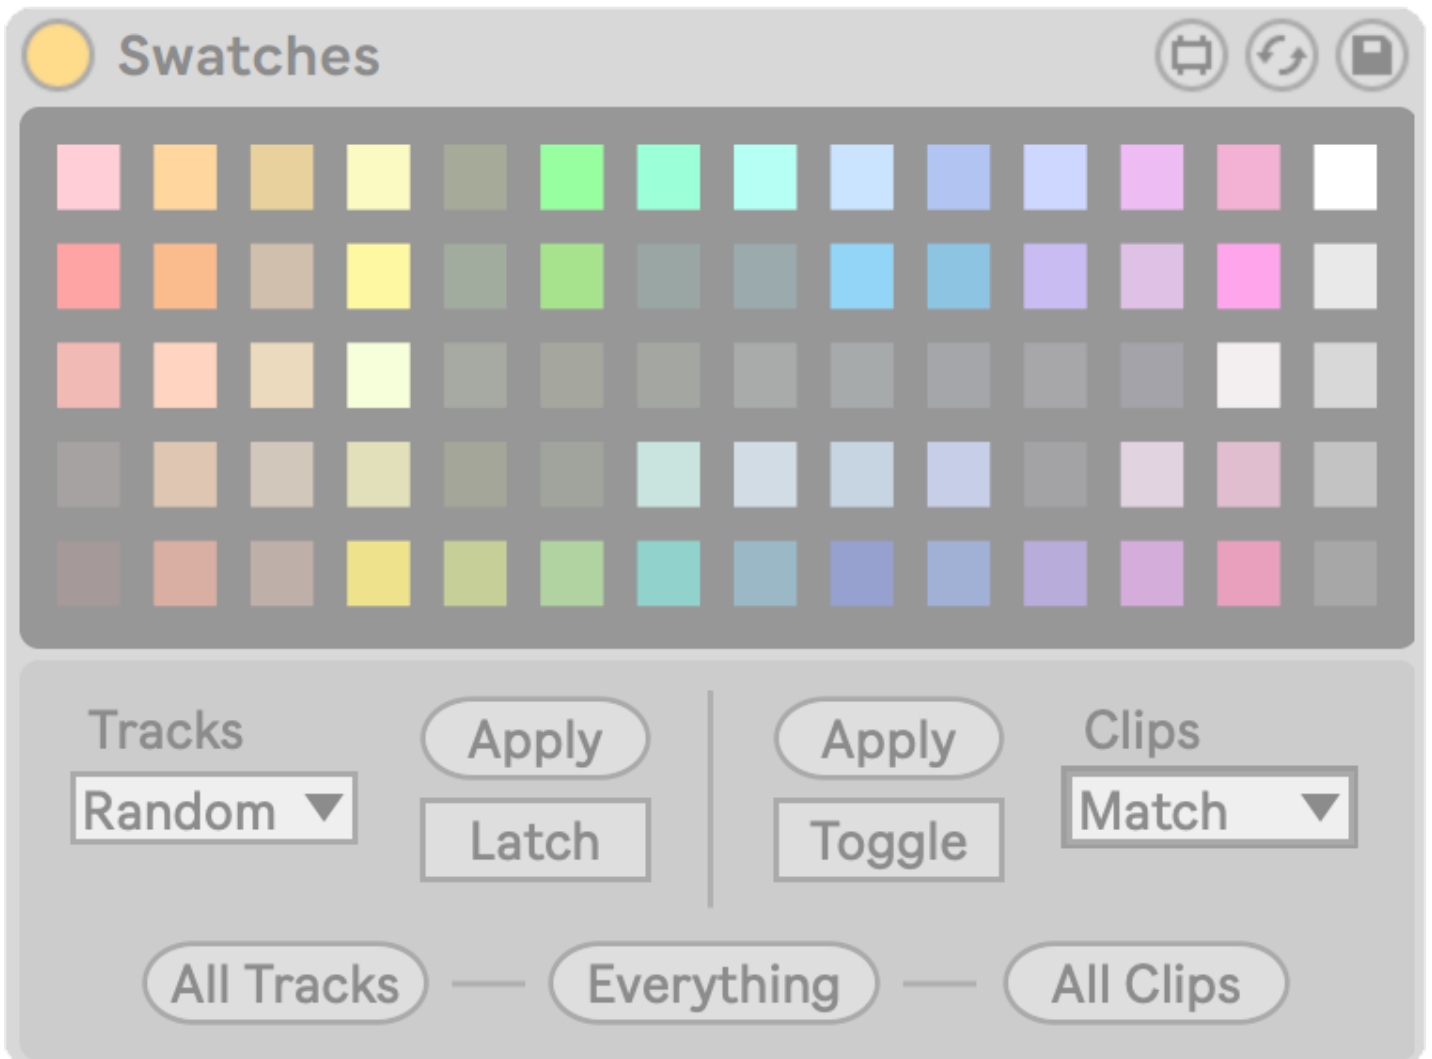 Swatches
Tracks
Apply
Apply
Clips
Random
Latch
Toggle
Match
All Tracks
Everything
All Clips